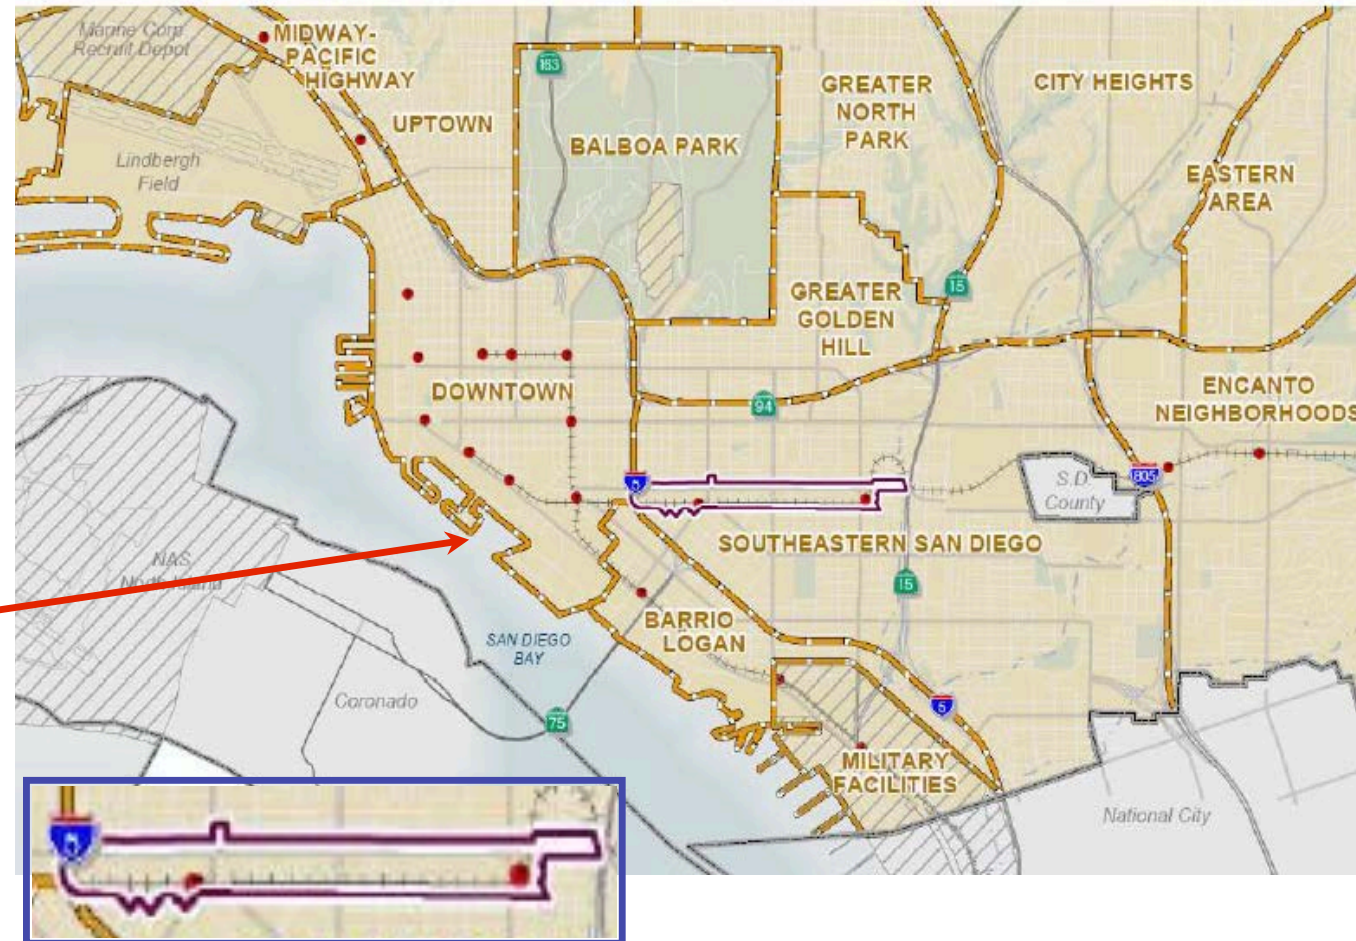 Marine Corp
Recruit Depot
MIDWAY-
PACIFIC
HIGHWAY
163
UPTOWN
BALBOA PARK
GREATER
NORTH
PARK
CITY HEIGHTS
Lindbergh
Field
EASTERN
AREA
15
GREATER
GOLDEN
HILL
DOWNTOWN
94
ENCANTO
NEIGHBORHOODS
5
S.D.
County
805
SOUTHEASTERN SAN DIEGO
NAS
North Island
15
BARRIO
LOGAN
SAN DIEGO
BAY
Coronado
75
5
MILITARY
FACILITIES
National City
5